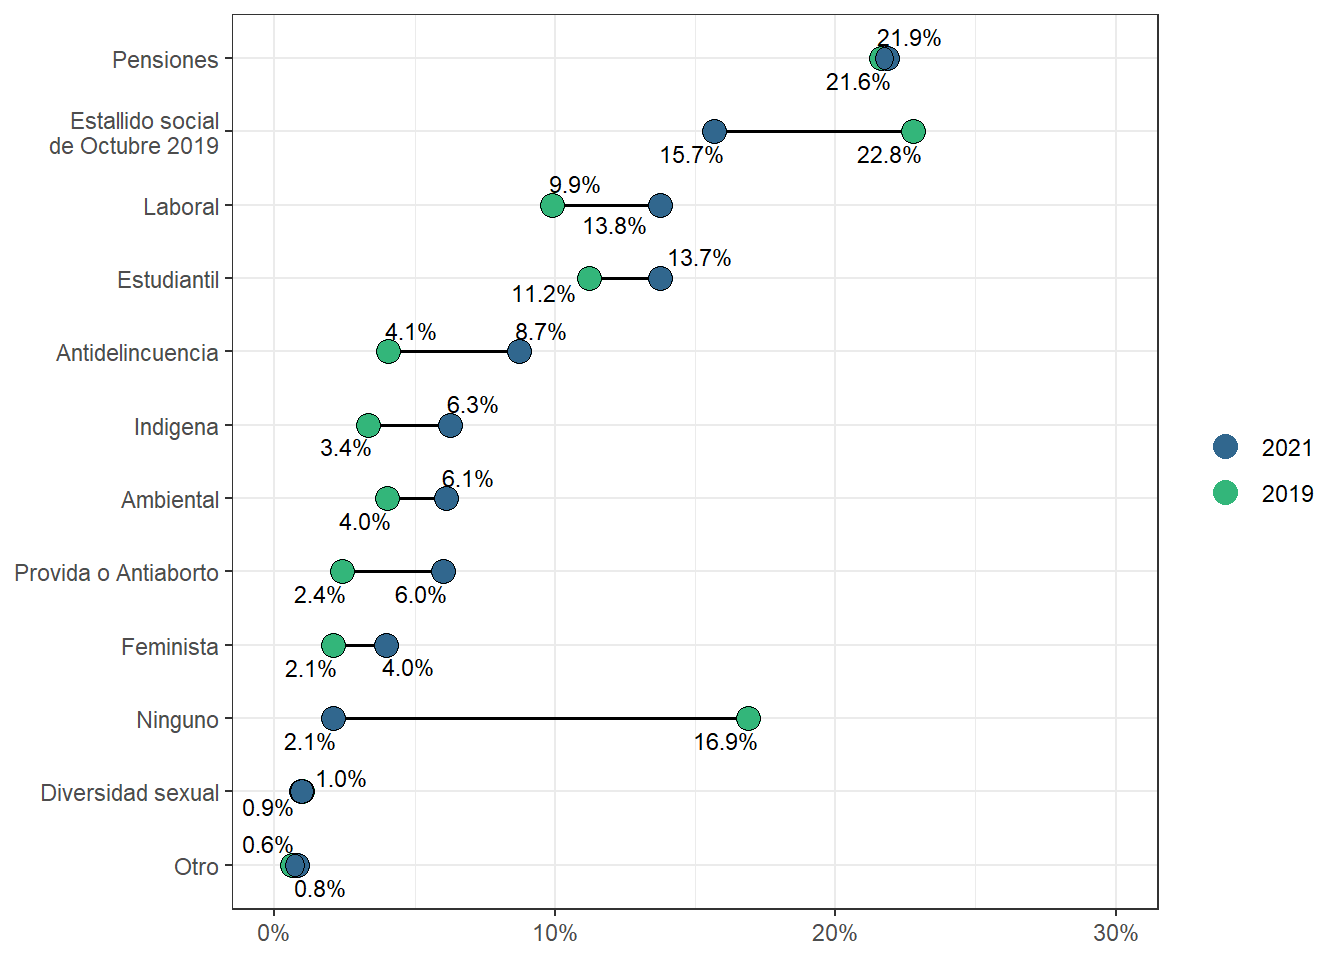 Pensiones
21.9%
21.6%
Estallido social
de Octubre 2019
15.7%
22.8%
Laboral
9.9%
13.8%
Estudiantil
13.7%
11.2%
Antidelincuencia
4.1%
8.7%
Indigena
6.3%
3.4%
Ambiental
6.1%
4.0%
Provida o Antiaborto
2.4%
6.0%
Feminista
2.1%
4.0%
Ninguno
2.1%
16.9%
Diversidad sexual
1.0%
0.9%
Otro
0.6%
0.8%
0%
10%
20%
30%
2021
2019